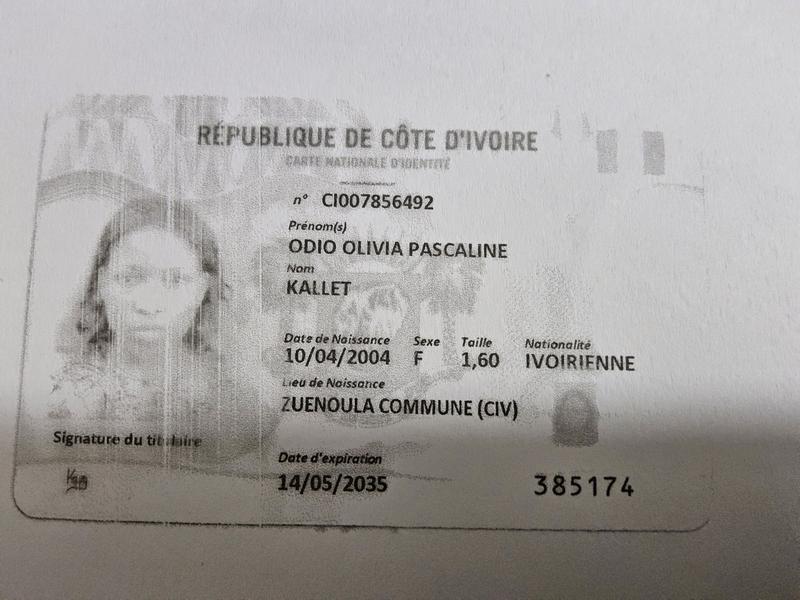 RÉPUBLIQUE DE CÔTE D'IVOIRE
CARTE NATIONALE D'IDENTITÉ
n° CI007856492
Prénom(s)
ODIO OLIVIA PASCALINE
Nom
KALLET
Date de Naissance Sexe Taille Nationalité
10/04/2004 F 1,60 IVOIRIENNE
Lieu de Naissance
ZUENOULA COMMUNE (CIV)
Signature du titulaire
Date d'expiration
14/05/2035
385174